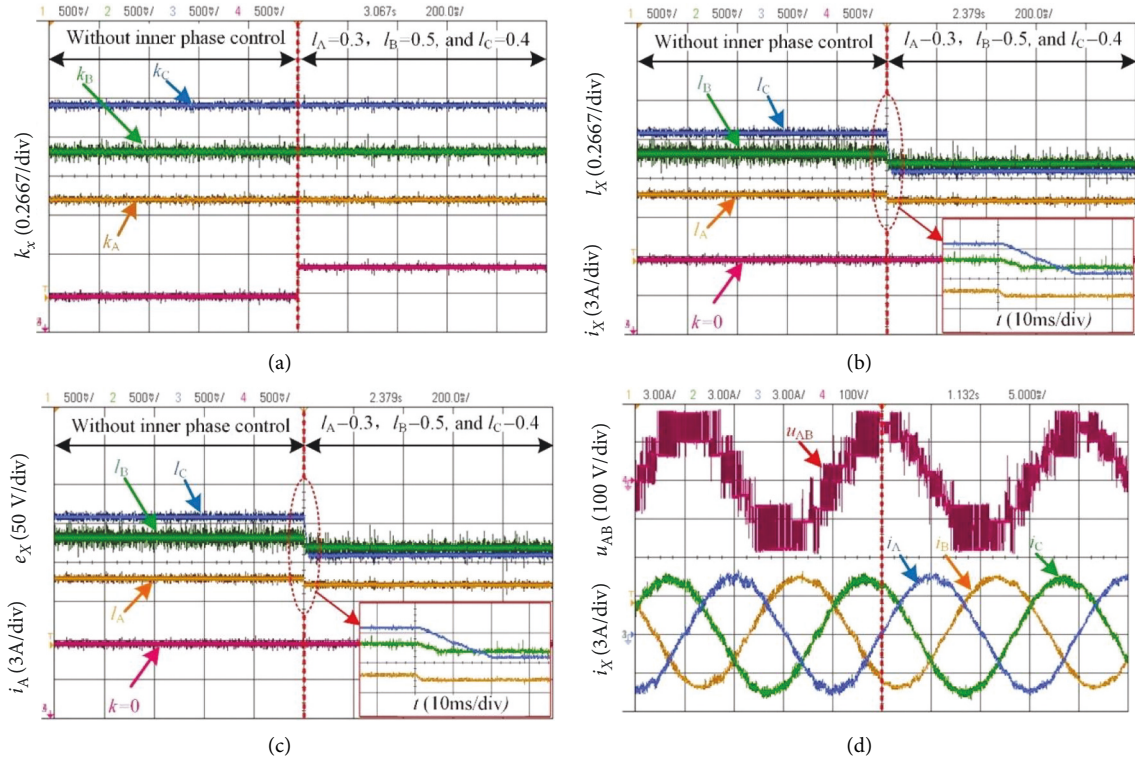 1 500mV/ 2 500mV/ 3 500mV/ 4 500mV/ 3.067s 200.0ms/
Without inner phase control
lA=0.3, lB=0.5, and lC=0.4
kB
kC
kA
kX (0.2667/div)
(a)
1 500mV/ 2 500mV/ 3 500mV/ 4 500mV/ 2.379s 200.0ms/
Without inner phase control
lA−0.3, lB−0.5, and lC−0.4
lB
lC
lA
k=0
t (10ms/div)
lX (0.2667/div)
iX (3A/div)
(b)
1 500mV/ 2 500mV/ 3 500mV/ 4 500mV/ 2.379s 200.0ms/
Without inner phase control
lA−0.3, lB−0.5, and lC−0.4
lB
lC
lA
k=0
t (10ms/div)
eX (50 V/div)
iA (3A/div)
(c)
1 3.00A/ 2 3.00A/ 3 3.00A/ 4 100V/ 1.132s 5.000ms/
uAB
iA
iB
iC
uAB (100 V/div)
iX (3A/div)
(d)